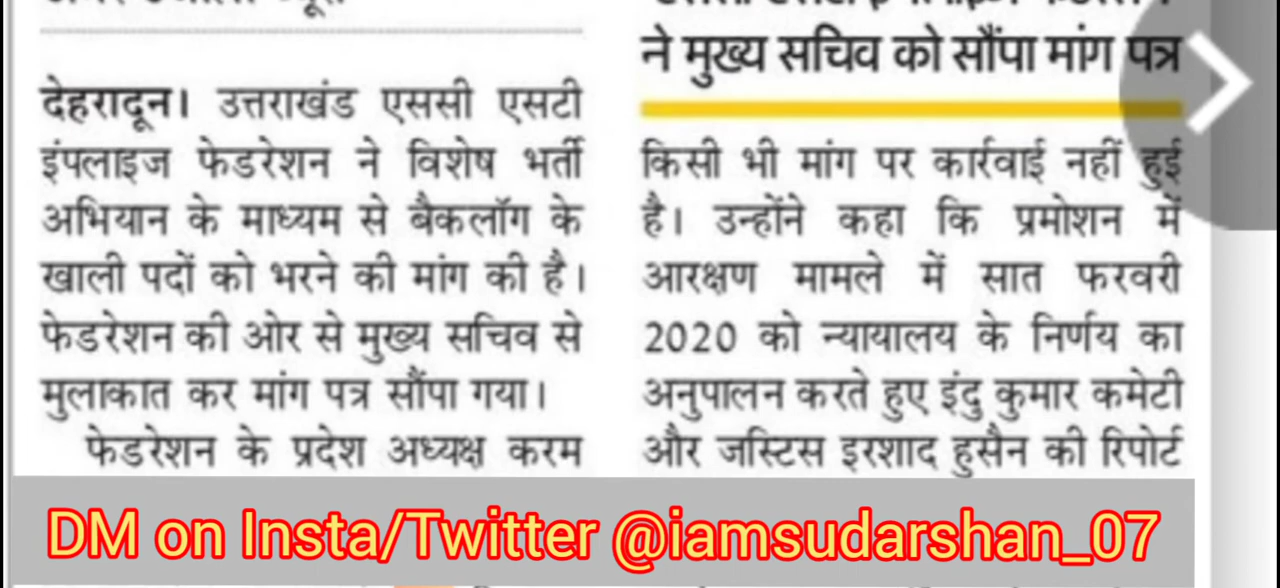 ने मुख्य सचिव को सौंपा मांग पत्र
देहरादून। उत्तराखंड एससी एसटी
इंपलाइज फेडरेशन ने विशेष भर्ती
अभियान के माध्यम से बैकलॉग के
खाली पदों को भरने की मांग की है।
फेडरेशन की ओर से मुख्य सचिव से
मुलाकात कर मांग पत्र सौंपा गया।
फेडरेशन के प्रदेश अध्यक्ष करम
किसी भी मांग पर कार्रवाई नहीं हुई
है। उन्होंने कहा कि प्रमोशन में
आरक्षण मामले में सात फरवरी
2020 को न्यायालय के निर्णय का
अनुपालन करते हुए इंदु कुमार कमेटी
और जस्टिस इरशाद हुसैन की रिपोर्ट
DM on Insta/Twitter @iamsudarshan_07